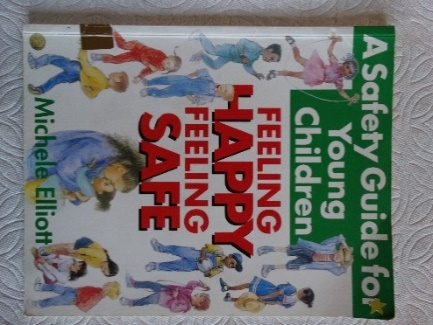 A Safety Guide for
Young
Children
FEELING
HAPPY
FEELING
SAFE
Michele Elliott